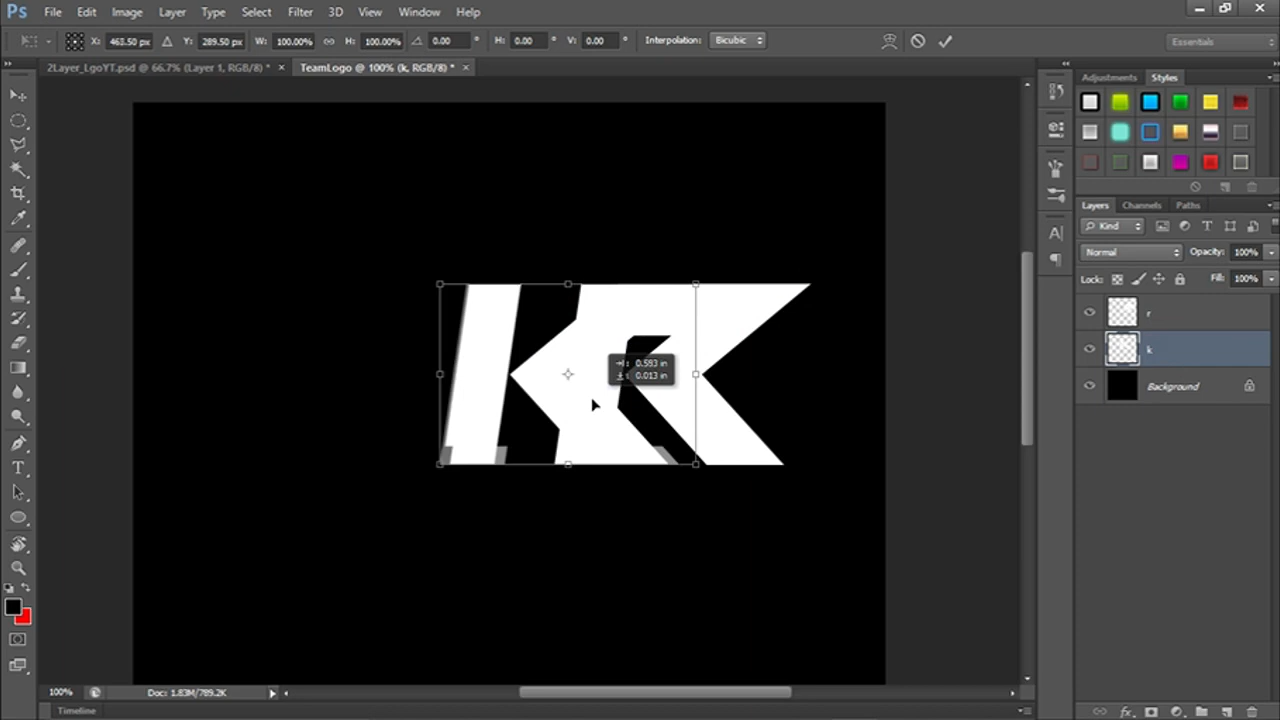 Ps File Edit Image Layer Type Select Filter 3D View Window Help
X: 463.50 px Y: 289.50 px W: 100.00% H: 100.00% 0.00 ° H: 0.00 ° V: 0.00 ° Interpolation: Bicubic Essentials
2Layer_LgoYT.psd @ 66.7% (Layer 1, RGB/8) * × TeamLogo @ 100% (k, RGB/8) * ×
Adjustments Styles
Layers Channels Paths
Kind
Normal Opacity: 100%
Lock: Fill: 100%
r
k
Background
0.593 in
0.013 in
100% Doc: 1.83M/789.2K
Timeline